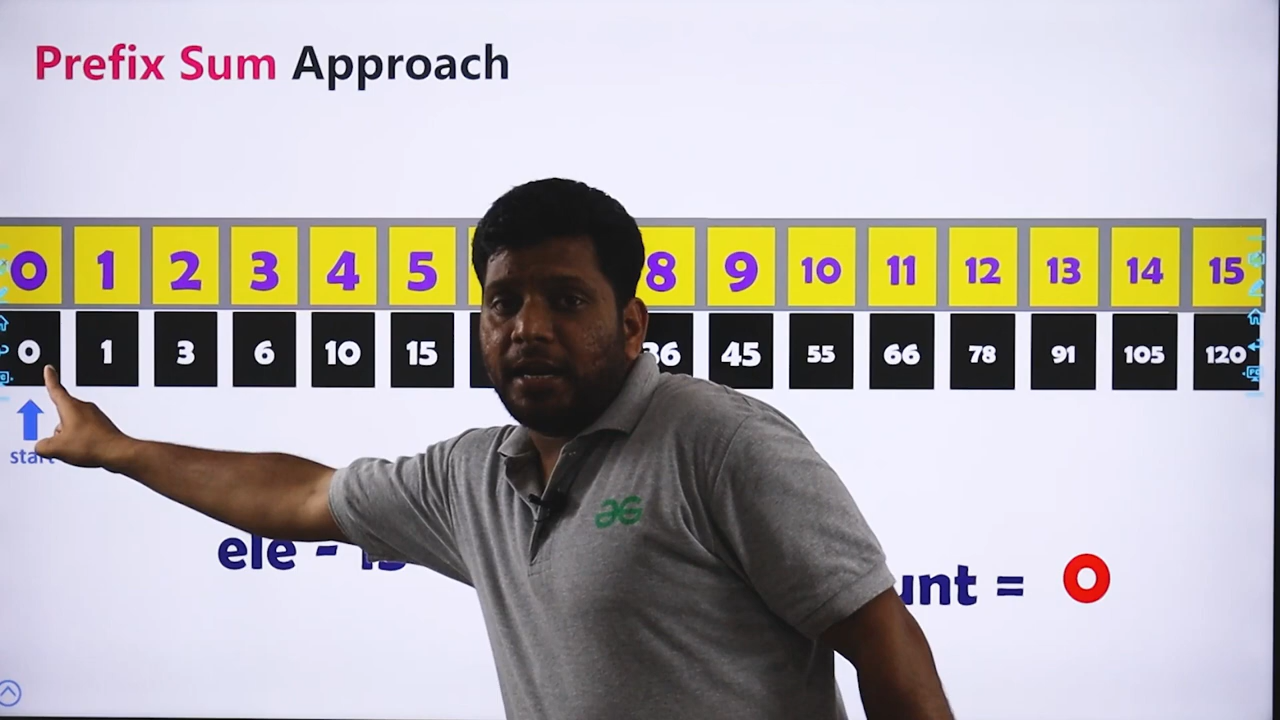 Prefix Sum Approach
0 1 2 3 4 5 8 9 10 11 12 13 14 15
0 1 3 6 10 15 36 45 55 66 78 91 105 120
start
ele -
=
0